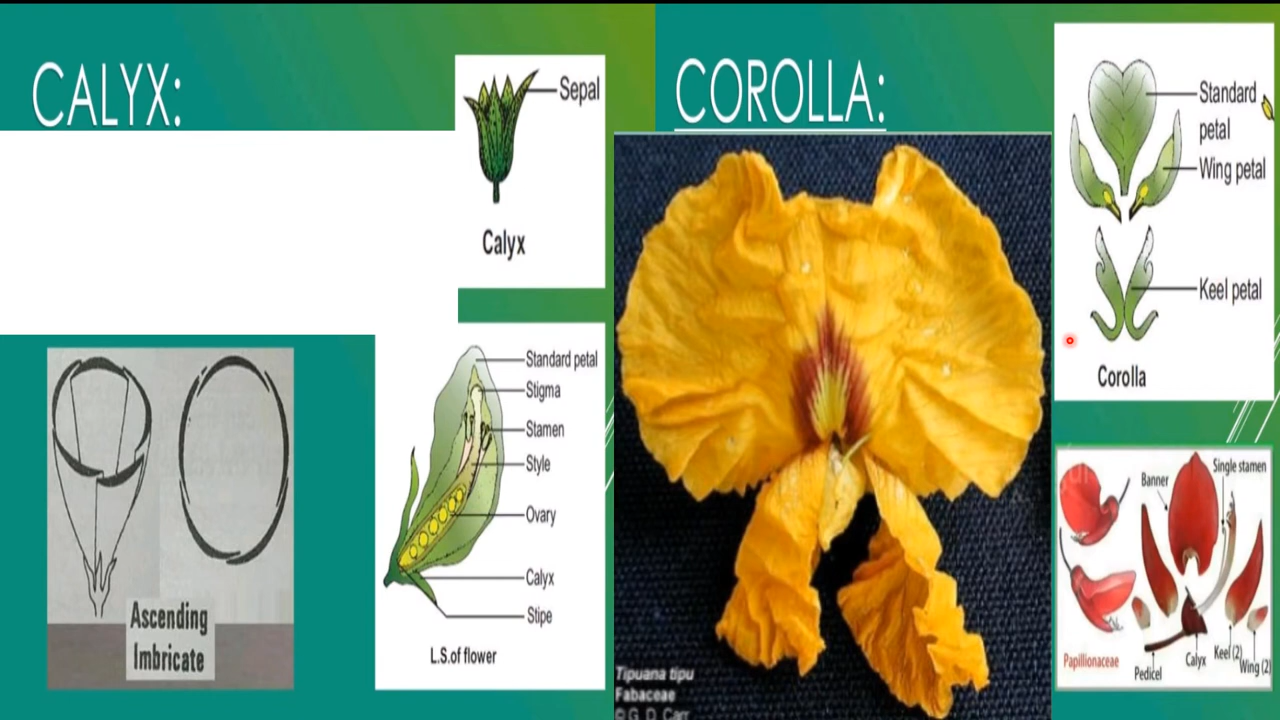 CALYX:
Sepal
Calyx
Standard petal
Stigma
Stamen
Style
Ovary
Calyx
Stipe
L.S.of flower
Ascending
Imbricate
COROLLA:
Standard
petal
Wing petal
Keel petal
Corolla
Tipuana tipu
Fabaceae
© G. D. Carr
Single stamen
Banner
Papillionaceae
Pedicel
Calyx
Keel (2)
Wing (2)